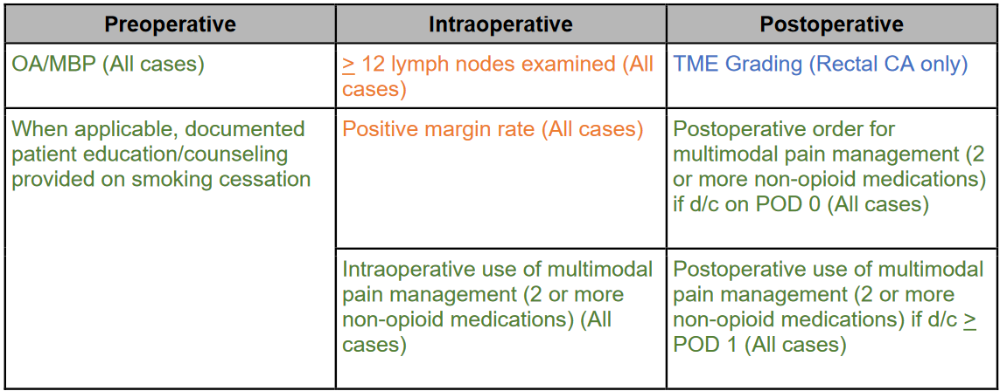 Preoperative
Intraoperative
Postoperative
OA/MBP (All cases)
≥ 12 lymph nodes examined (All
cases)
TME Grading (Rectal CA only)
When applicable, documented
patient education/counseling
provided on smoking cessation
Positive margin rate (All cases)
Postoperative order for
multimodal pain management (2
or more non-opioid medications)
if d/c on POD 0 (All cases)
Intraoperative use of multimodal
pain management (2 or more
non-opioid medications) (All
cases)
Postoperative use of multimodal
pain management (2 or more
non-opioid medications) if d/c ≥
POD 1 (All cases)